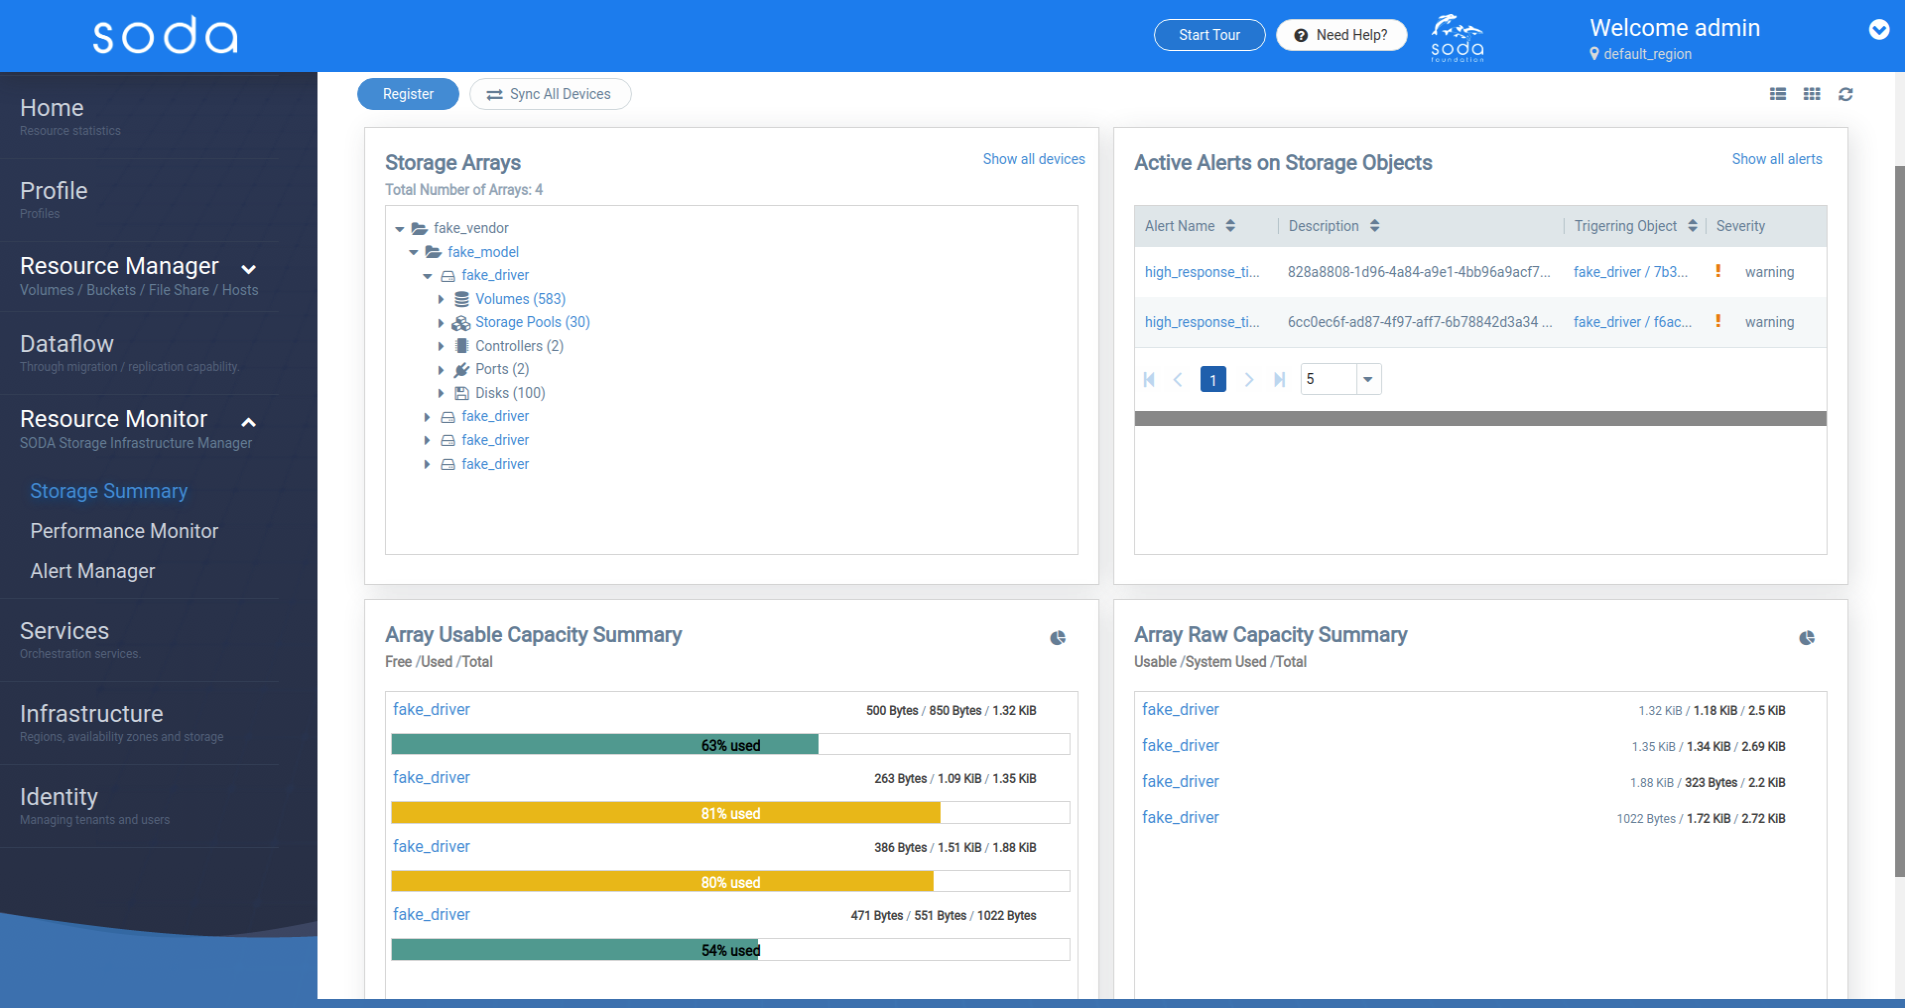 soda
Start Tour
Need Help?
soda
foundation
Welcome admin
default_region
Home
Resource statistics
Profile
Profiles
Resource Manager
Volumes / Buckets / File Share / Hosts
Dataflow
Through migration / replication capability.
Resource Monitor
SODA Storage Infrastructure Manager
Storage Summary
Performance Monitor
Alert Manager
Services
Orchestration services.
Infrastructure
Regions, availability zones and storage
Identity
Managing tenants and users
Register
Sync All Devices
Storage Arrays
Show all devices
Total Number of Arrays: 4
fake_vendor
fake_model
fake_driver
Volumes (583)
Storage Pools (30)
Controllers (2)
Ports (2)
Disks (100)
fake_driver
fake_driver
fake_driver
Active Alerts on Storage Objects
Show all alerts
Alert Name Description Trigerring Object Severity
high_response_ti... 828a8808-1d96-4a84-a9e1-4bb96a9acf7... fake_driver / 7b3... warning
high_response_ti... 6cc0ec6f-ad87-4f97-aff7-6b78842d3a34 ... fake_driver / f6ac... warning
1 5
Array Usable Capacity Summary
Free /Used /Total
fake_driver 500 Bytes / 850 Bytes / 1.32 KiB
63% used
fake_driver 263 Bytes / 1.09 KiB / 1.35 KiB
81% used
fake_driver 386 Bytes / 1.51 KiB / 1.88 KiB
80% used
fake_driver 471 Bytes / 551 Bytes / 1022 Bytes
54% used
Array Raw Capacity Summary
Usable /System Used /Total
fake_driver 1.32 KiB / 1.18 KiB / 2.5 KiB
fake_driver 1.35 KiB / 1.34 KiB / 2.69 KiB
fake_driver 1.88 KiB / 323 Bytes / 2.2 KiB
fake_driver 1022 Bytes / 1.72 KiB / 2.72 KiB